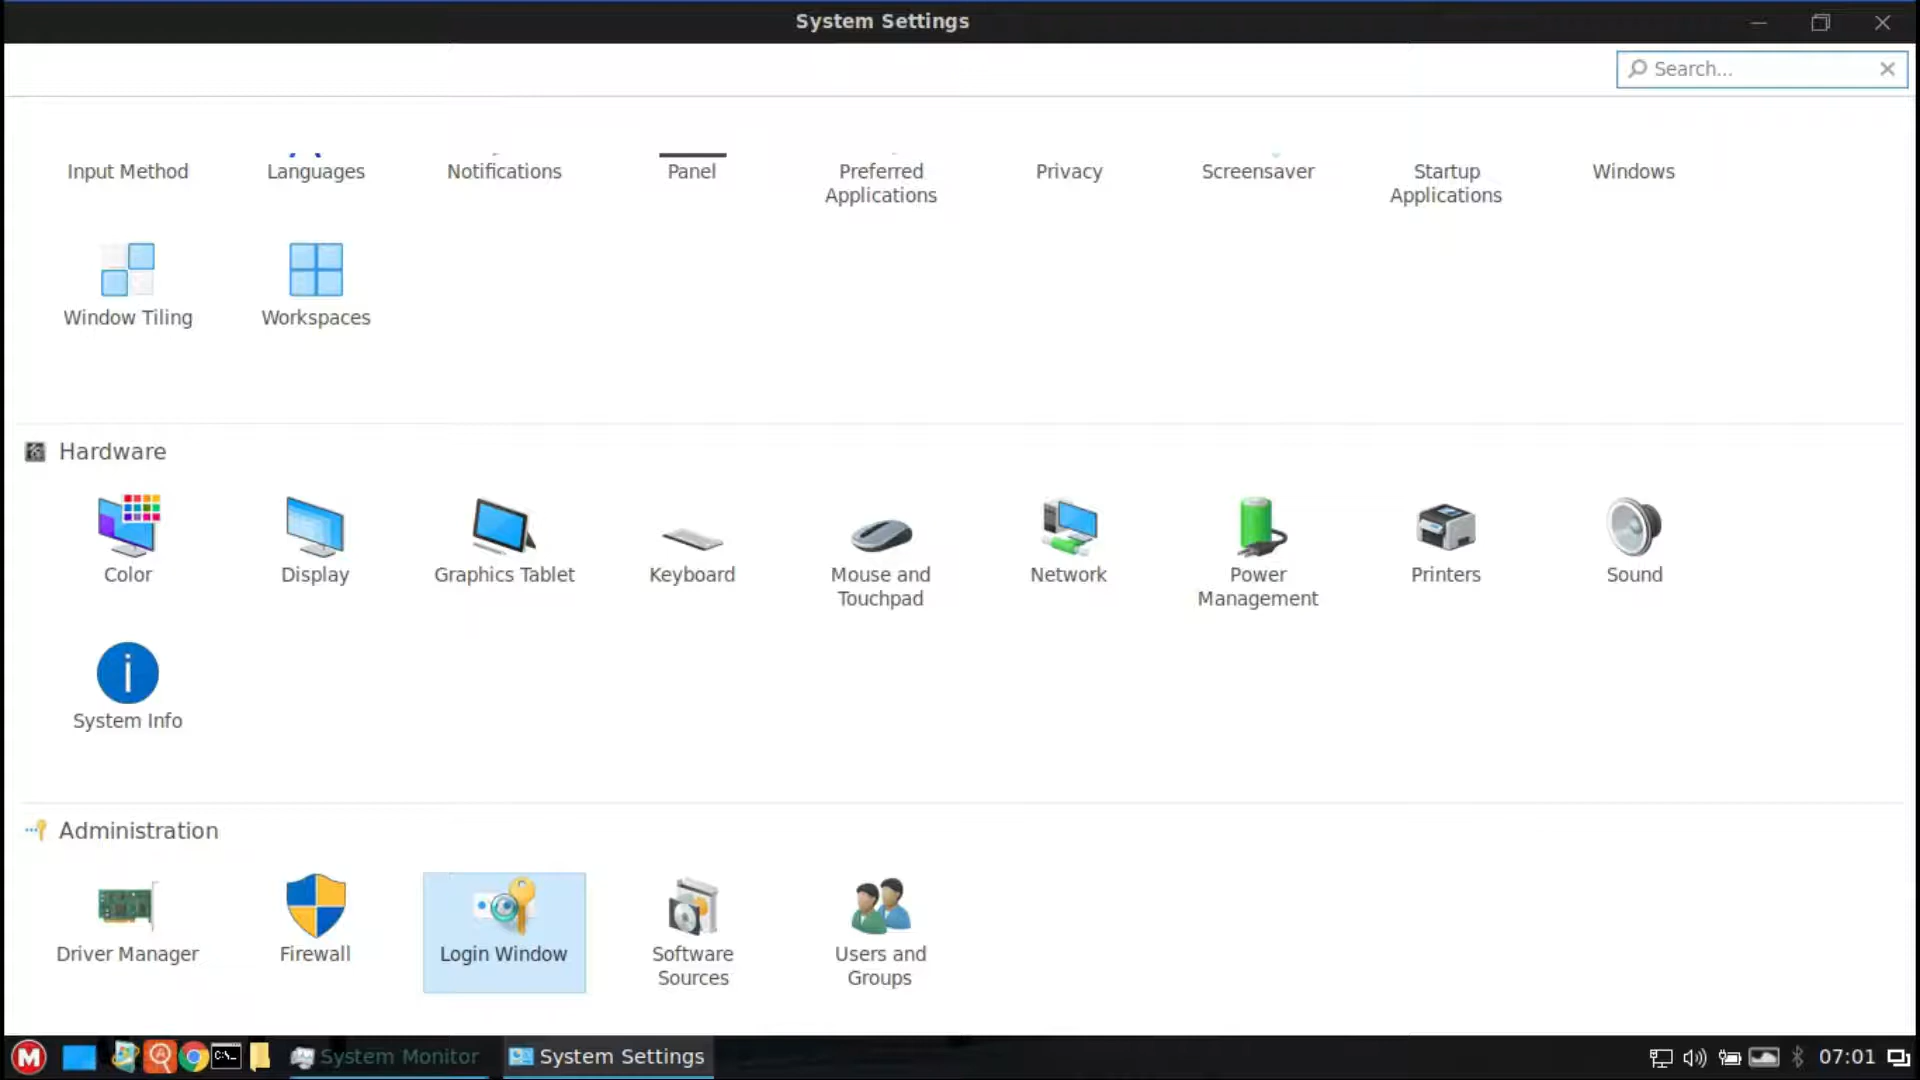 System Settings
Search...
Input Method
Languages
Notifications
Panel
Preferred
Applications
Privacy
Screensaver
Startup
Applications
Windows
Window Tiling
Workspaces
Hardware
Color
Display
Graphics Tablet
Keyboard
Mouse and
Touchpad
Network
Power
Management
Printers
Sound
i
System Info
Administration
Driver Manager
Firewall
Login Window
Software
Sources
Users and
Groups
M
C:\_
System Monitor
System Settings
07:01